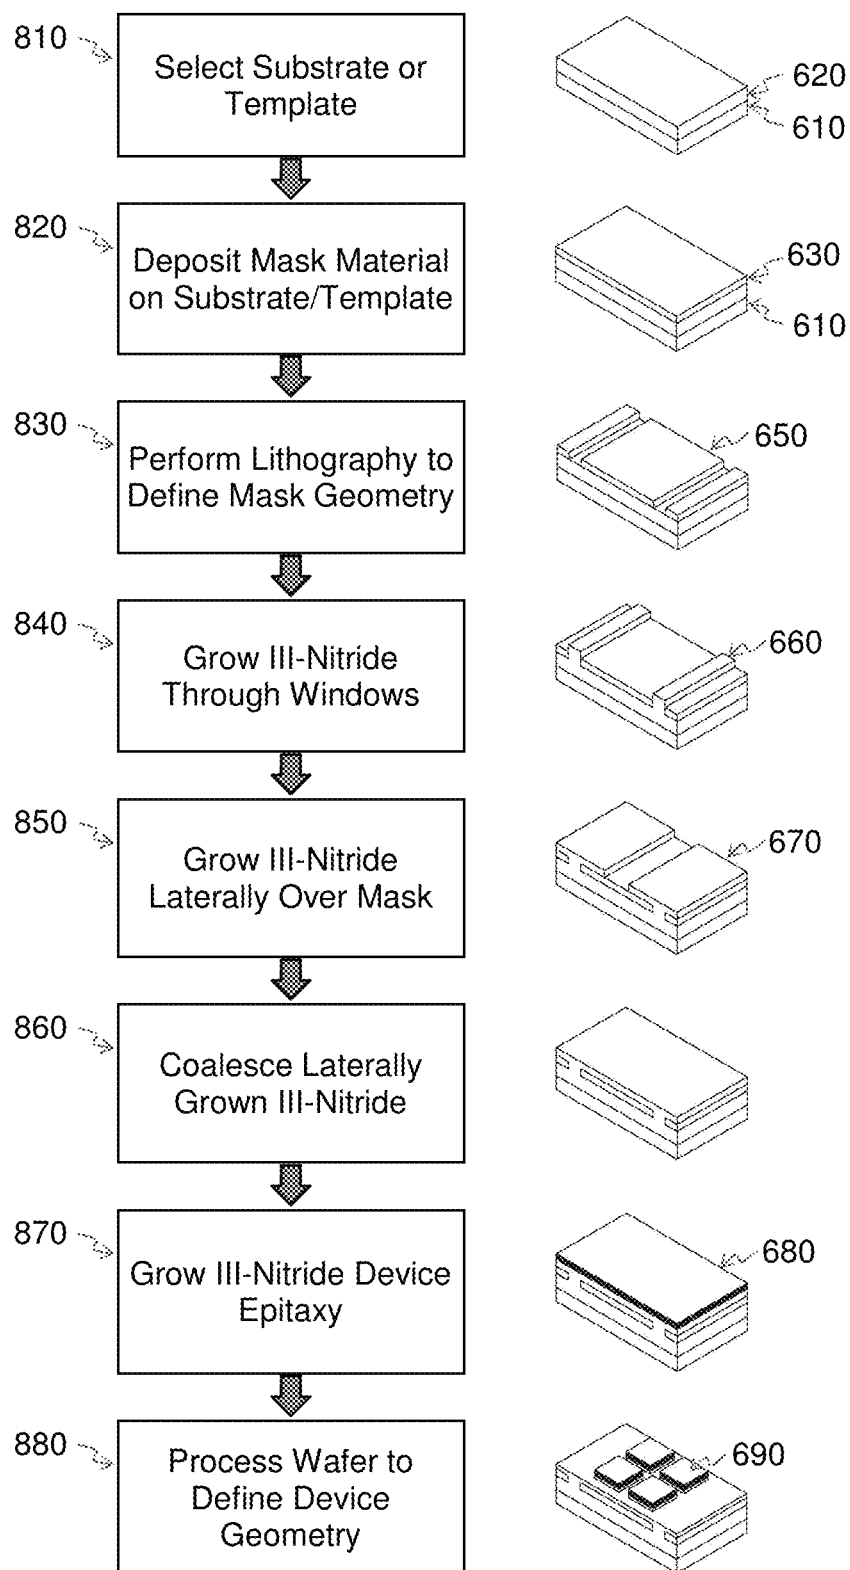 810
Select Substrate or
Template
620
610
820
Deposit Mask Material
on Substrate/Template
630
610
830
Perform Lithography to
Define Mask Geometry
650
840
Grow III-Nitride
Through Windows
660
850
Grow III-Nitride
Laterally Over Mask
670
860
Coalesce Laterally
Grown III-Nitride
870
Grow III-Nitride Device
Epitaxy
680
880
Process Wafer to
Define Device
Geometry
690